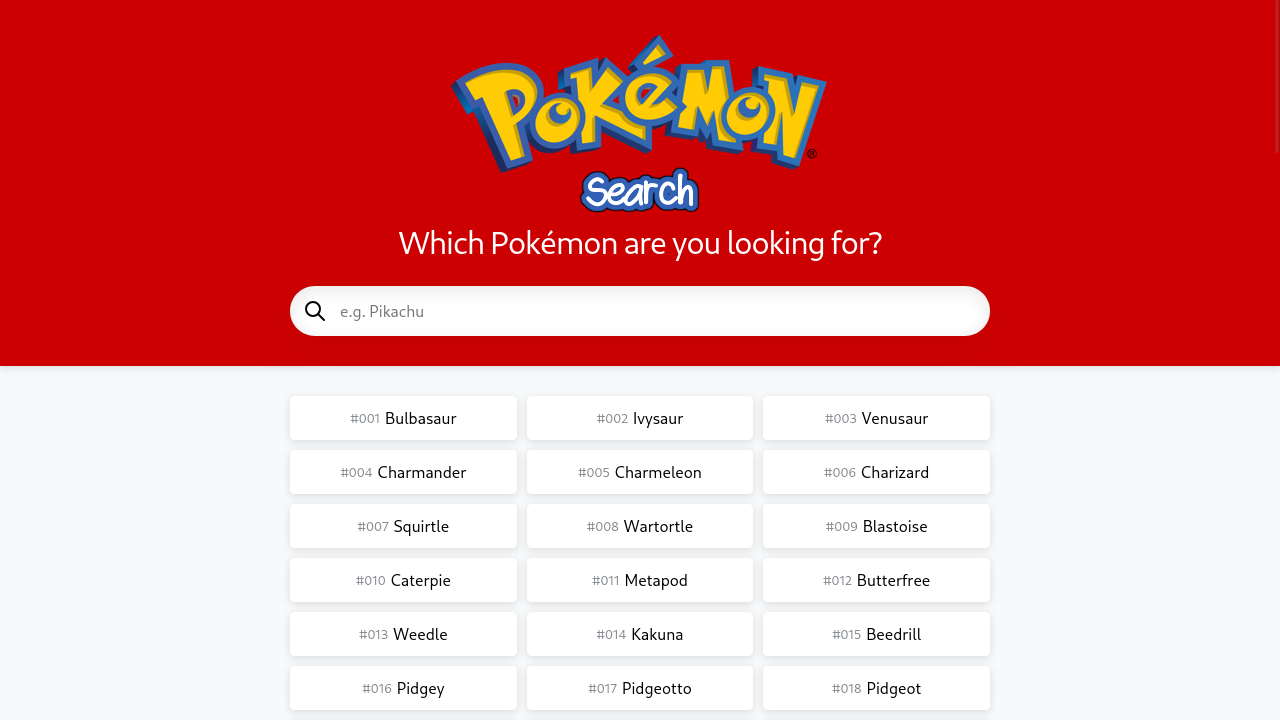 POKÉMON
®
Search
Which Pokémon are you looking for?
e.g. Pikachu
#001 Bulbasaur
#002 Ivysaur
#003 Venusaur
#004 Charmander
#005 Charmeleon
#006 Charizard
#007 Squirtle
#008 Wartortle
#009 Blastoise
#010 Caterpie
#011 Metapod
#012 Butterfree
#013 Weedle
#014 Kakuna
#015 Beedrill
#016 Pidgey
#017 Pidgeotto
#018 Pidgeot